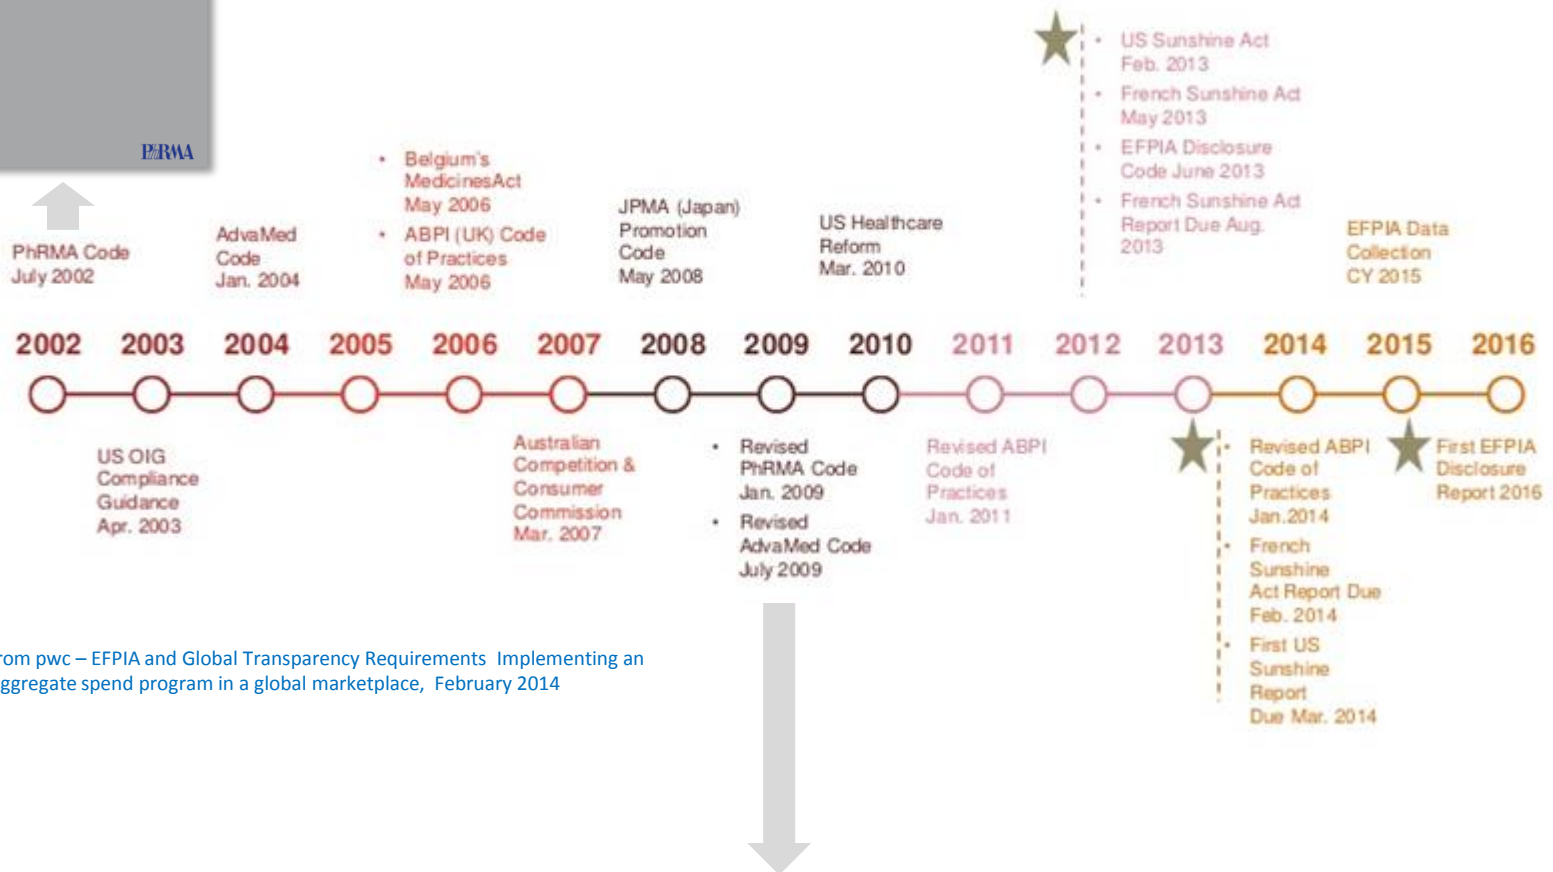 PhRMA
PhRMA Code
July 2002
AdvaMed
Code
Jan. 2004
• Belgium's
MedicinesAct
May 2006
• ABPI (UK) Code
of Practices
May 2006
JPMA (Japan)
Promotion
Code
May 2008
US Healthcare
Reform
Mar. 2010
• US Sunshine Act
Feb. 2013
• French Sunshine Act
May 2013
• EFPIA Disclosure
Code June 2013
• French Sunshine Act
Report Due Aug.
2013
EFPIA Data
Collection
CY 2015
2002 2003 2004 2005 2006 2007 2008 2009 2010 2011 2012 2013 2014 2015 2016
US OIG
Compliance
Guidance
Apr. 2003
Australian
Competition &
Consumer
Commission
Mar. 2007
• Revised
PhRMA Code
Jan. 2009
• Revised
AdvaMed Code
July 2009
Revised ABPI
Code of
Practices
Jan. 2011
• Revised ABPI
Code of
Practices
Jan.2014
• French
Sunshine
Act Report Due
Feb. 2014
• First US
Sunshine
Report
Due Mar. 2014
First EFPIA
Disclosure
Report 2016
rom pwc – EFPIA and Global Transparency Requirements Implementing an
ggregate spend program in a global marketplace, February 2014